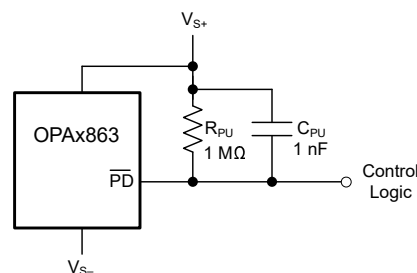 VS+
OPAx863
RPU
1 MΩ
CPU
1 nF
PD
Control
Logic
VS–